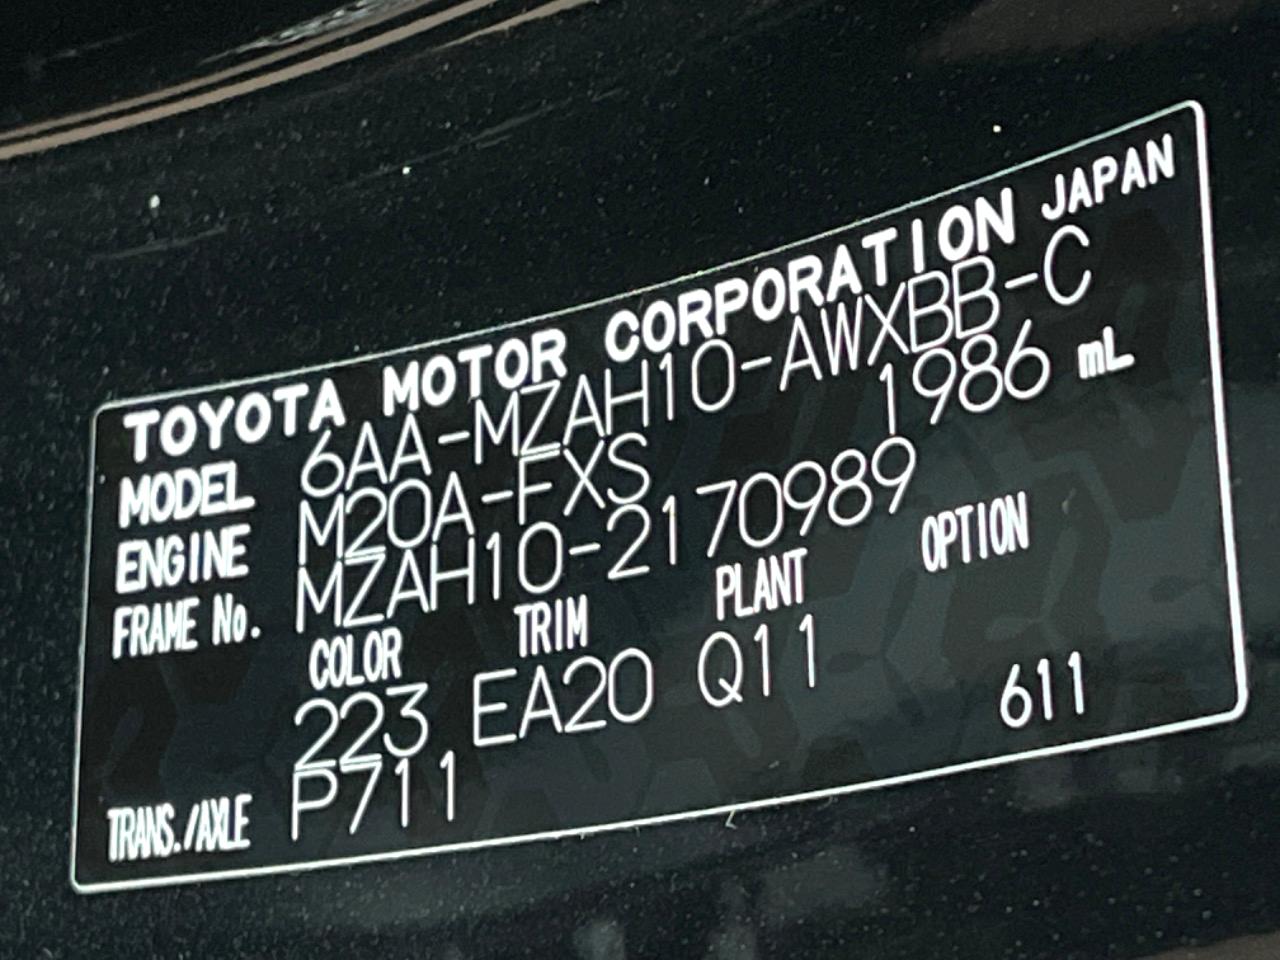 TOYOTA MOTOR CORPORATION JAPAN
MODEL 6AA-MZAH10-AWXBB-C
ENGINE M20A-FXS 1986 mL
FRAME No. MZAH10-2170989
COLOR TRIM PLANT OPTION
223 EA20 Q11 611
TRANS./AXLE P711